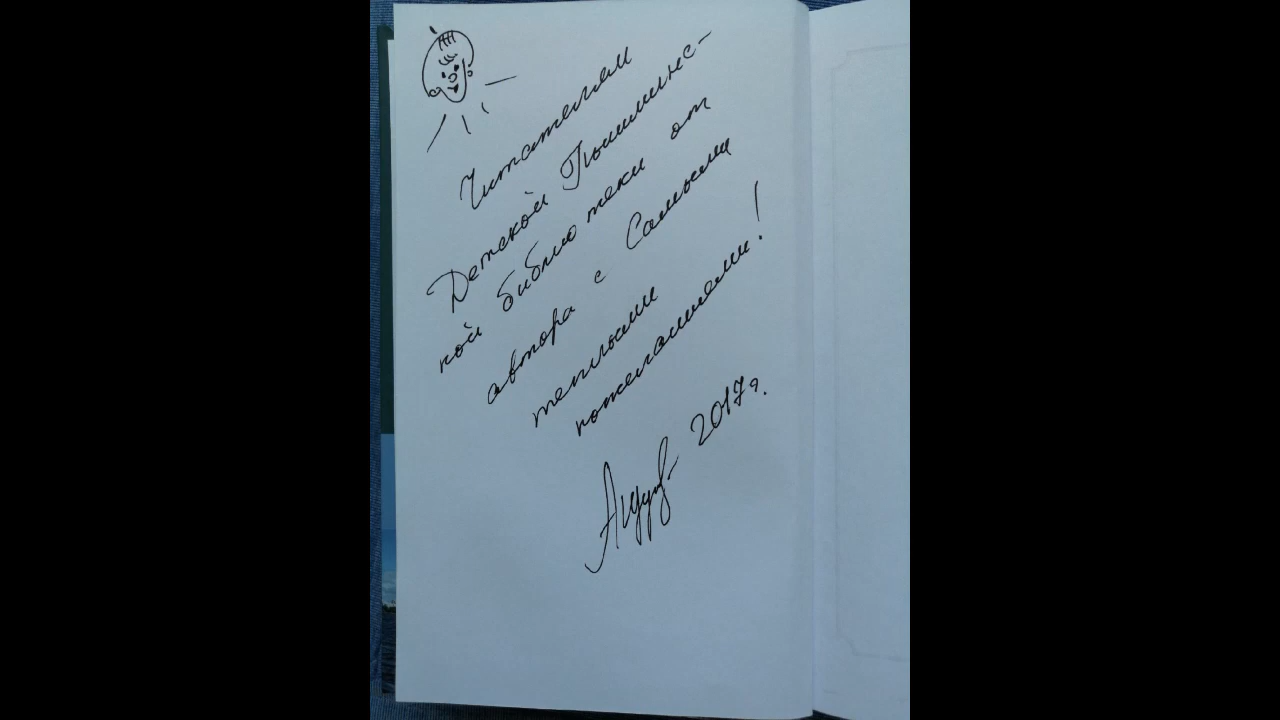 Читателям
Детской Пышминс-
кой библиотеки от
автора с Самыми
теплыми
пожеланиями!
2017г.